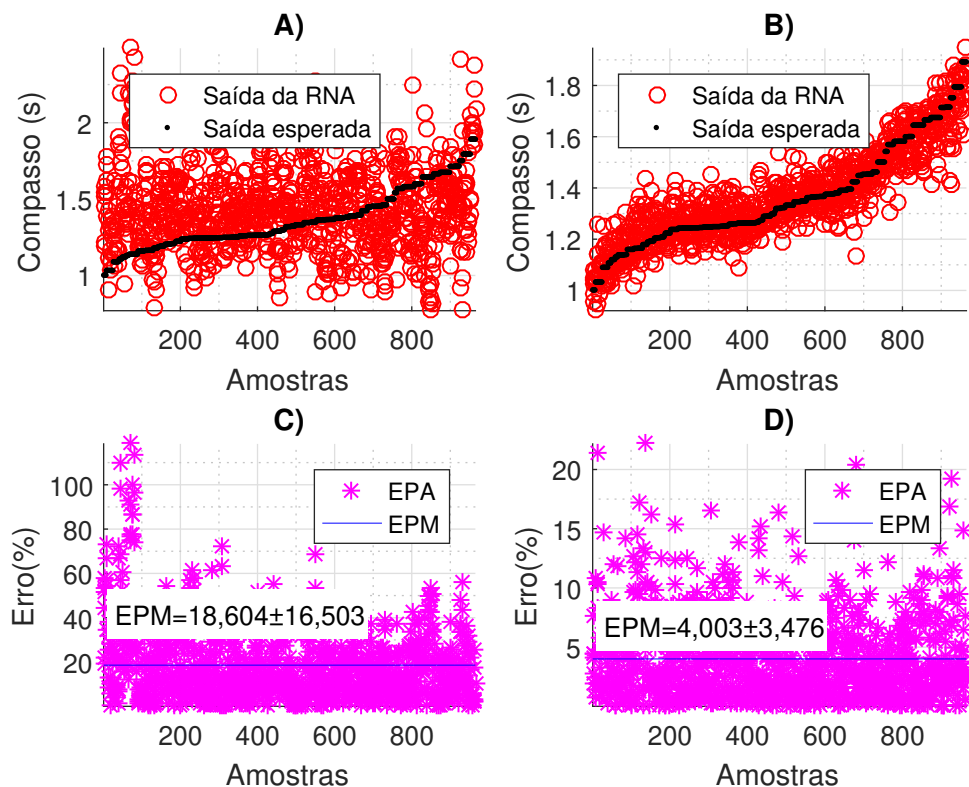 A)
Compasso (s)
2
1.5
1
Saída da RNA
Saída esperada
200 400 600 800
Amostras
B)
Compasso (s)
1.8
1.6
1.4
1.2
1
Saída da RNA
Saída esperada
200 400 600 800
Amostras
C)
Erro(%)
100
80
60
40
20
EPA
EPM
EPM=18,604±16,503
200 400 600 800
Amostras
D)
Erro(%)
20
15
10
5
EPA
EPM
EPM=4,003±3,476
200 400 600 800
Amostras